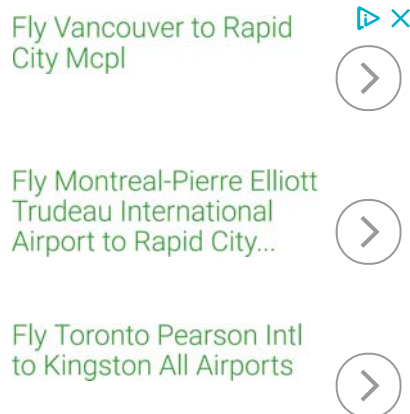 Fly Vancouver to Rapid
City Mcpl
Fly Montreal-Pierre Elliott
Trudeau International
Airport to Rapid City...
Fly Toronto Pearson Intl
to Kingston All Airports